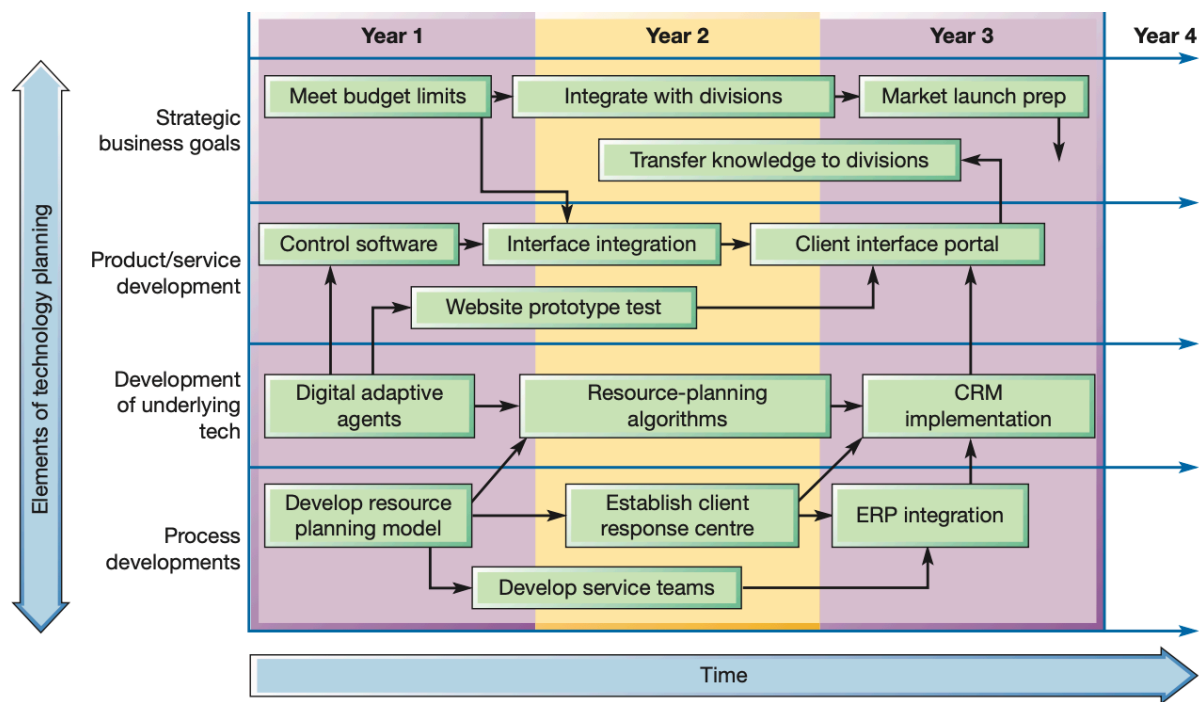 Year 1
Year 2
Year 3
Year 4
Elements of technology planning
Strategic
business goals
Meet budget limits
Integrate with divisions
Market launch prep
Transfer knowledge to divisions
Product/service
development
Control software
Interface integration
Client interface portal
Website prototype test
Development
of underlying
tech
Digital adaptive
agents
Resource-planning
algorithms
CRM
implementation
Process
developments
Develop resource
planning model
Establish client
response centre
ERP integration
Develop service teams
Time